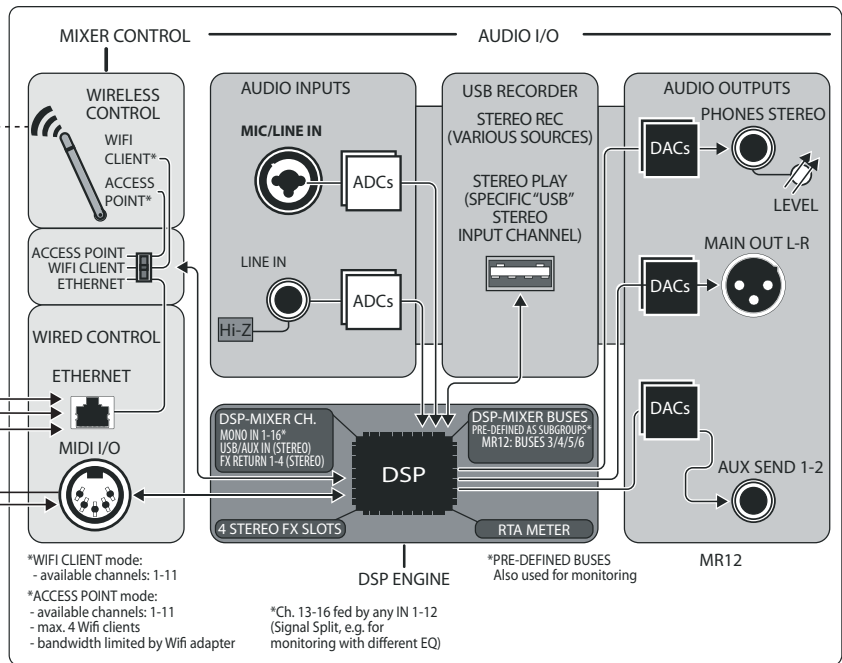 MIXER CONTROL
AUDIO I/O
WIRELESS
CONTROL
WIFI
CLIENT*
ACCESS
POINT*
ACCESS POINT
WIFI CLIENT
ETHERNET
WIRED CONTROL
ETHERNET
MIDI I/O
AUDIO INPUTS
MIC/LINE IN
ADCs
LINE IN
ADCs
Hi-Z
USB RECORDER
STEREO REC
(VARIOUS SOURCES)
STEREO PLAY
(SPECIFIC "USB"
STEREO
INPUT CHANNEL)
AUDIO OUTPUTS
PHONES STEREO
DACs
LEVEL
MAIN OUT L-R
DACs
DACs
AUX SEND 1-2
DSP-MIXER CH.
MONO IN 1-16*
USB/AUX IN (STEREO)
FX RETURN 1-4 (STEREO)
DSP
DSP-MIXER BUSES
PRE-DEFINED AS SUBGROUPS*
MR12: BUSES 3/4/5/6
4 STEREO FX SLOTS
RTA METER
*WIFI CLIENT mode:
- available channels: 1-11
*ACCESS POINT mode:
- available channels: 1-11
- max. 4 Wifi clients
- bandwidth limited by Wifi adapter
DSP ENGINE
*Ch. 13-16 fed by any IN 1-12
(Signal Split, e.g. for
monitoring with different EQ)
*PRE-DEFINED BUSES
Also used for monitoring
MR12